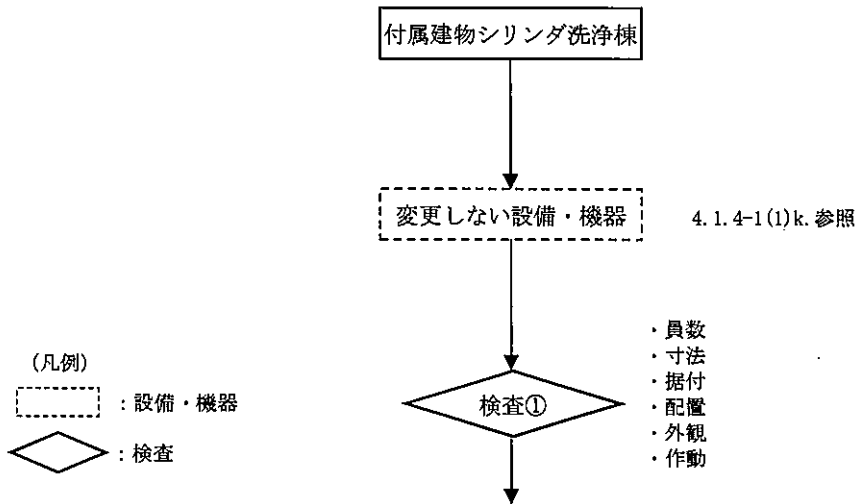 付属建物シリンダ洗浄棟
変更しない設備・機器
4.1.4-1(1)k.参照
・員数
・寸法
・据付
・配置
・外観
・作動
検査①
(凡例)
:設備・機器
:検査